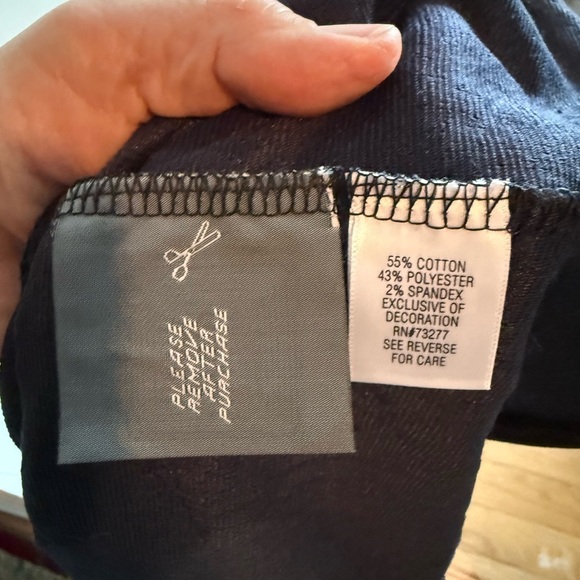 PLEASE
REMOVE
AFTER
PURCHASE
55% COTTON
43% POLYESTER
2% SPANDEX
EXCLUSIVE OF
DECORATION
RN#73277
SEE REVERSE
FOR CARE